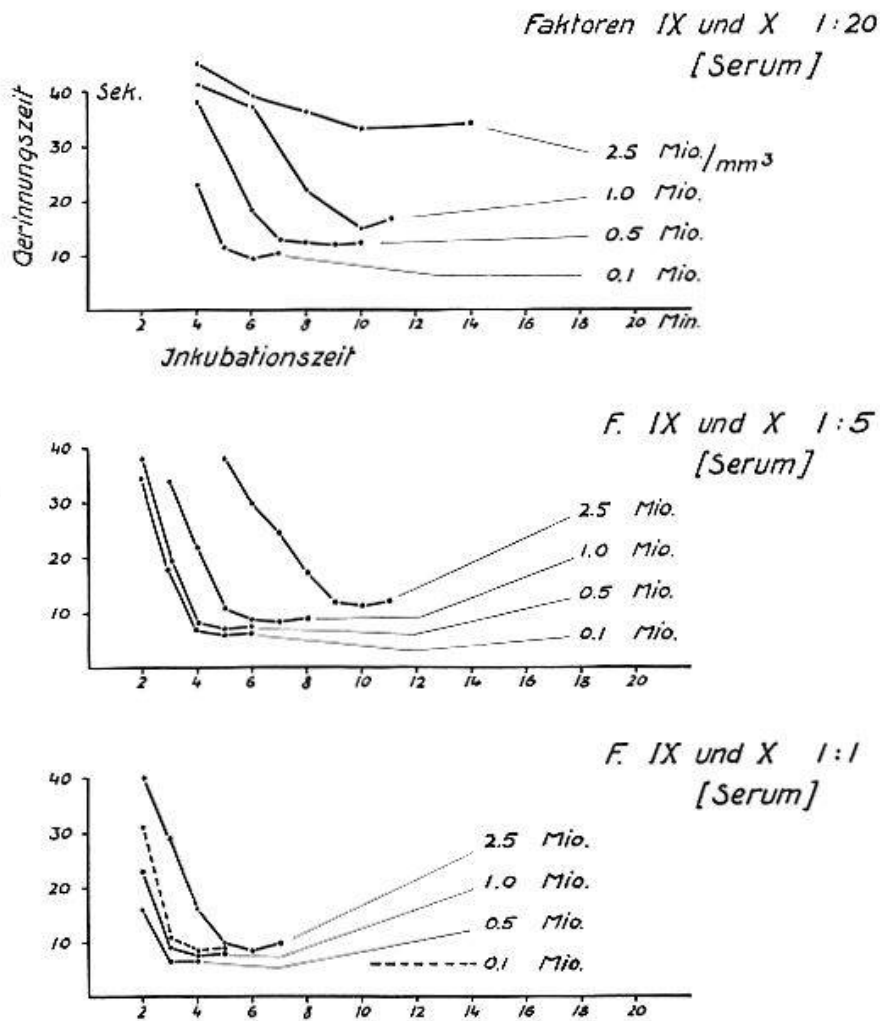 Faktoren IX und X 1:20
[Serum]
Gerinnungszeit
40 Sek.
30
20
10
2.5 Mio./mm³
1.0 Mio.
0.5 Mio.
0.1 Mio.
2 4 6 8 10 12 14 16 18 20 Min.
Inkubationszeit
F. IX und X 1:5
[Serum]
40
30
20
10
2.5 Mio.
1.0 Mio.
0.5 Mio.
0.1 Mio.
2 4 6 8 10 12 14 16 18 20
F. IX und X 1:1
[Serum]
40
30
20
10
2.5 Mio.
1.0 Mio.
0.5 Mio.
0.1 Mio.
2 4 6 8 10 12 14 16 18 20